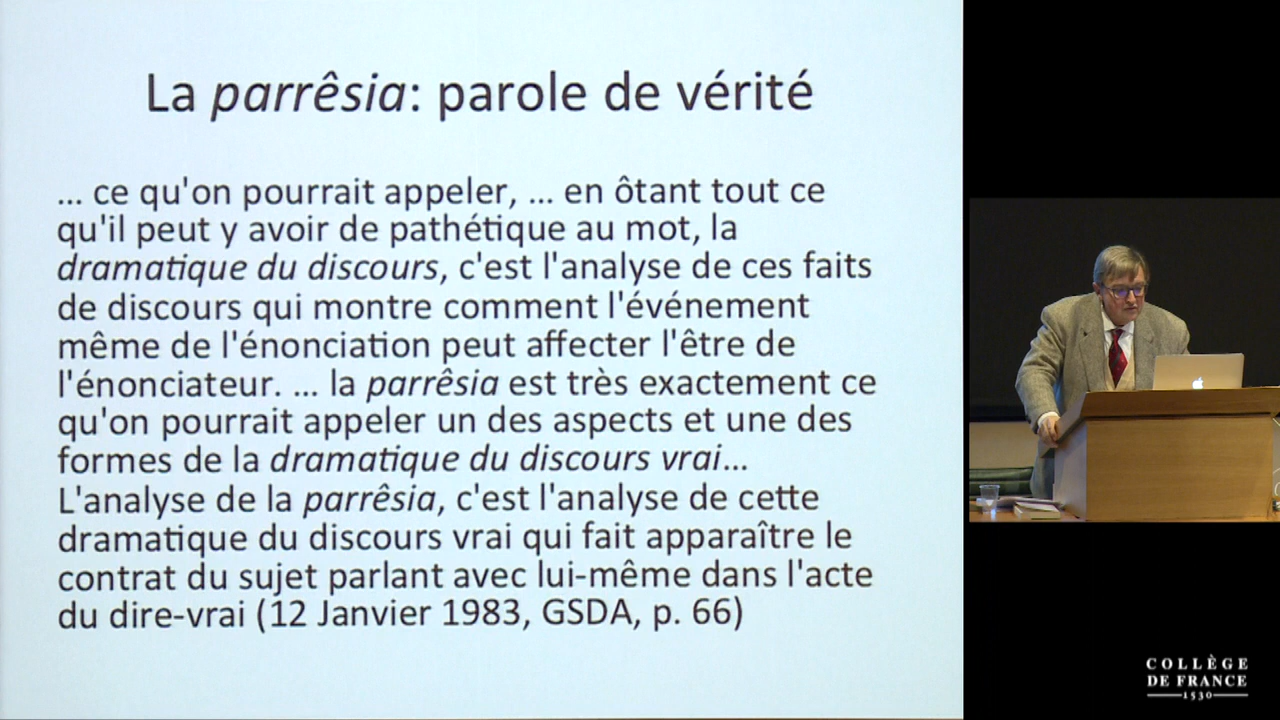 La parrêsia: parole de vérité
... ce qu'on pourrait appeler, ... en ôtant tout ce
qu'il peut y avoir de pathétique au mot, la
dramatique du discours, c'est l'analyse de ces faits
de discours qui montre comment l'événement
même de l'énonciation peut affecter l'être de
l'énonciateur. ... la parrêsia est très exactement ce
qu'on pourrait appeler un des aspects et une des
formes de la dramatique du discours vrai...
L'analyse de la parrêsia, c'est l'analyse de cette
dramatique du discours vrai qui fait apparaître le
contrat du sujet parlant avec lui-même dans l'acte
du dire-vrai (12 Janvier 1983, GSDA, p. 66)
COLLÈGE
DE FRANCE
1530